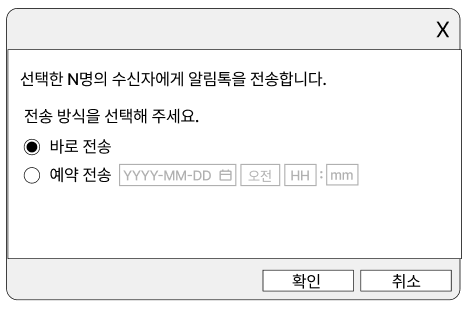 X
선택한 N명의 수신자에게 알림톡을 전송합니다.
전송 방식을 선택해 주세요.
바로 전송
예약 전송 YYYY-MM-DD 오전 HH : mm
확인 취소